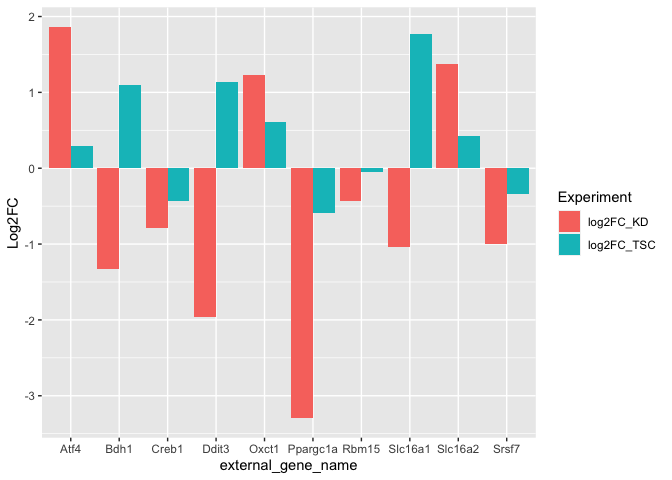 2
1
0
-1
-2
-3
Log2FC
Atf4 Bdh1 Creb1 Ddit3 Oxct1 Ppargc1a Rbm15 Slc16a1 Slc16a2 Srsf7
external_gene_name
Experiment
log2FC_KD
log2FC_TSC